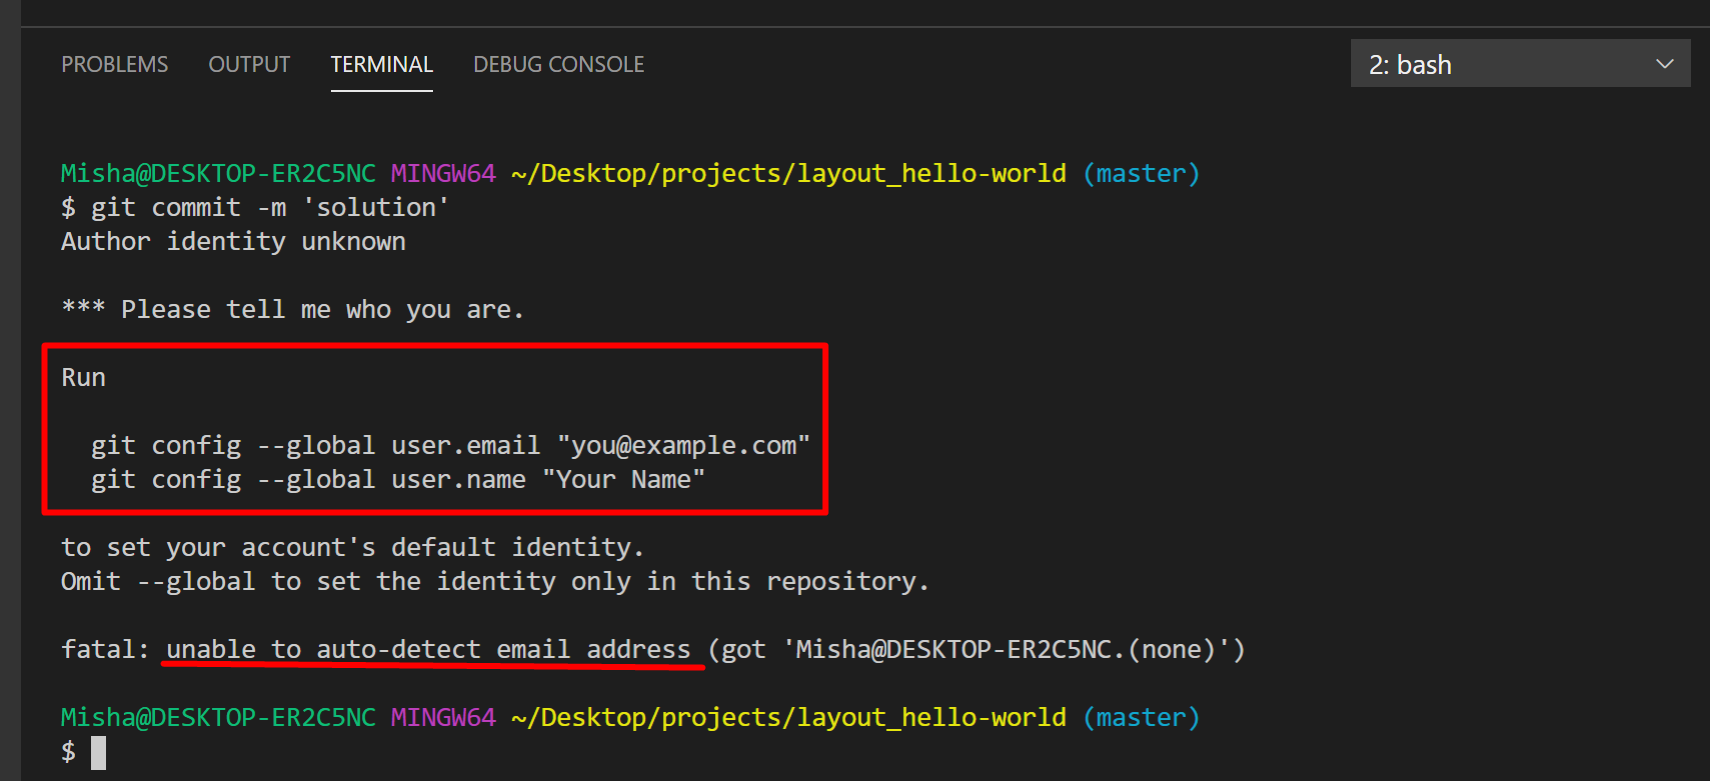 PROBLEMS OUTPUT TERMINAL DEBUG CONSOLE 2: bash
Misha@DESKTOP-ER2C5NC MINGW64 ~/Desktop/projects/layout_hello-world (master)
$ git commit -m 'solution'
Author identity unknown
*** Please tell me who you are.
Run
git config --global user.email "you@example.com"
git config --global user.name "Your Name"
to set your account's default identity.
Omit --global to set the identity only in this repository.
fatal: unable to auto-detect email address (got 'Misha@DESKTOP-ER2C5NC.(none)')
Misha@DESKTOP-ER2C5NC MINGW64 ~/Desktop/projects/layout_hello-world (master)
$